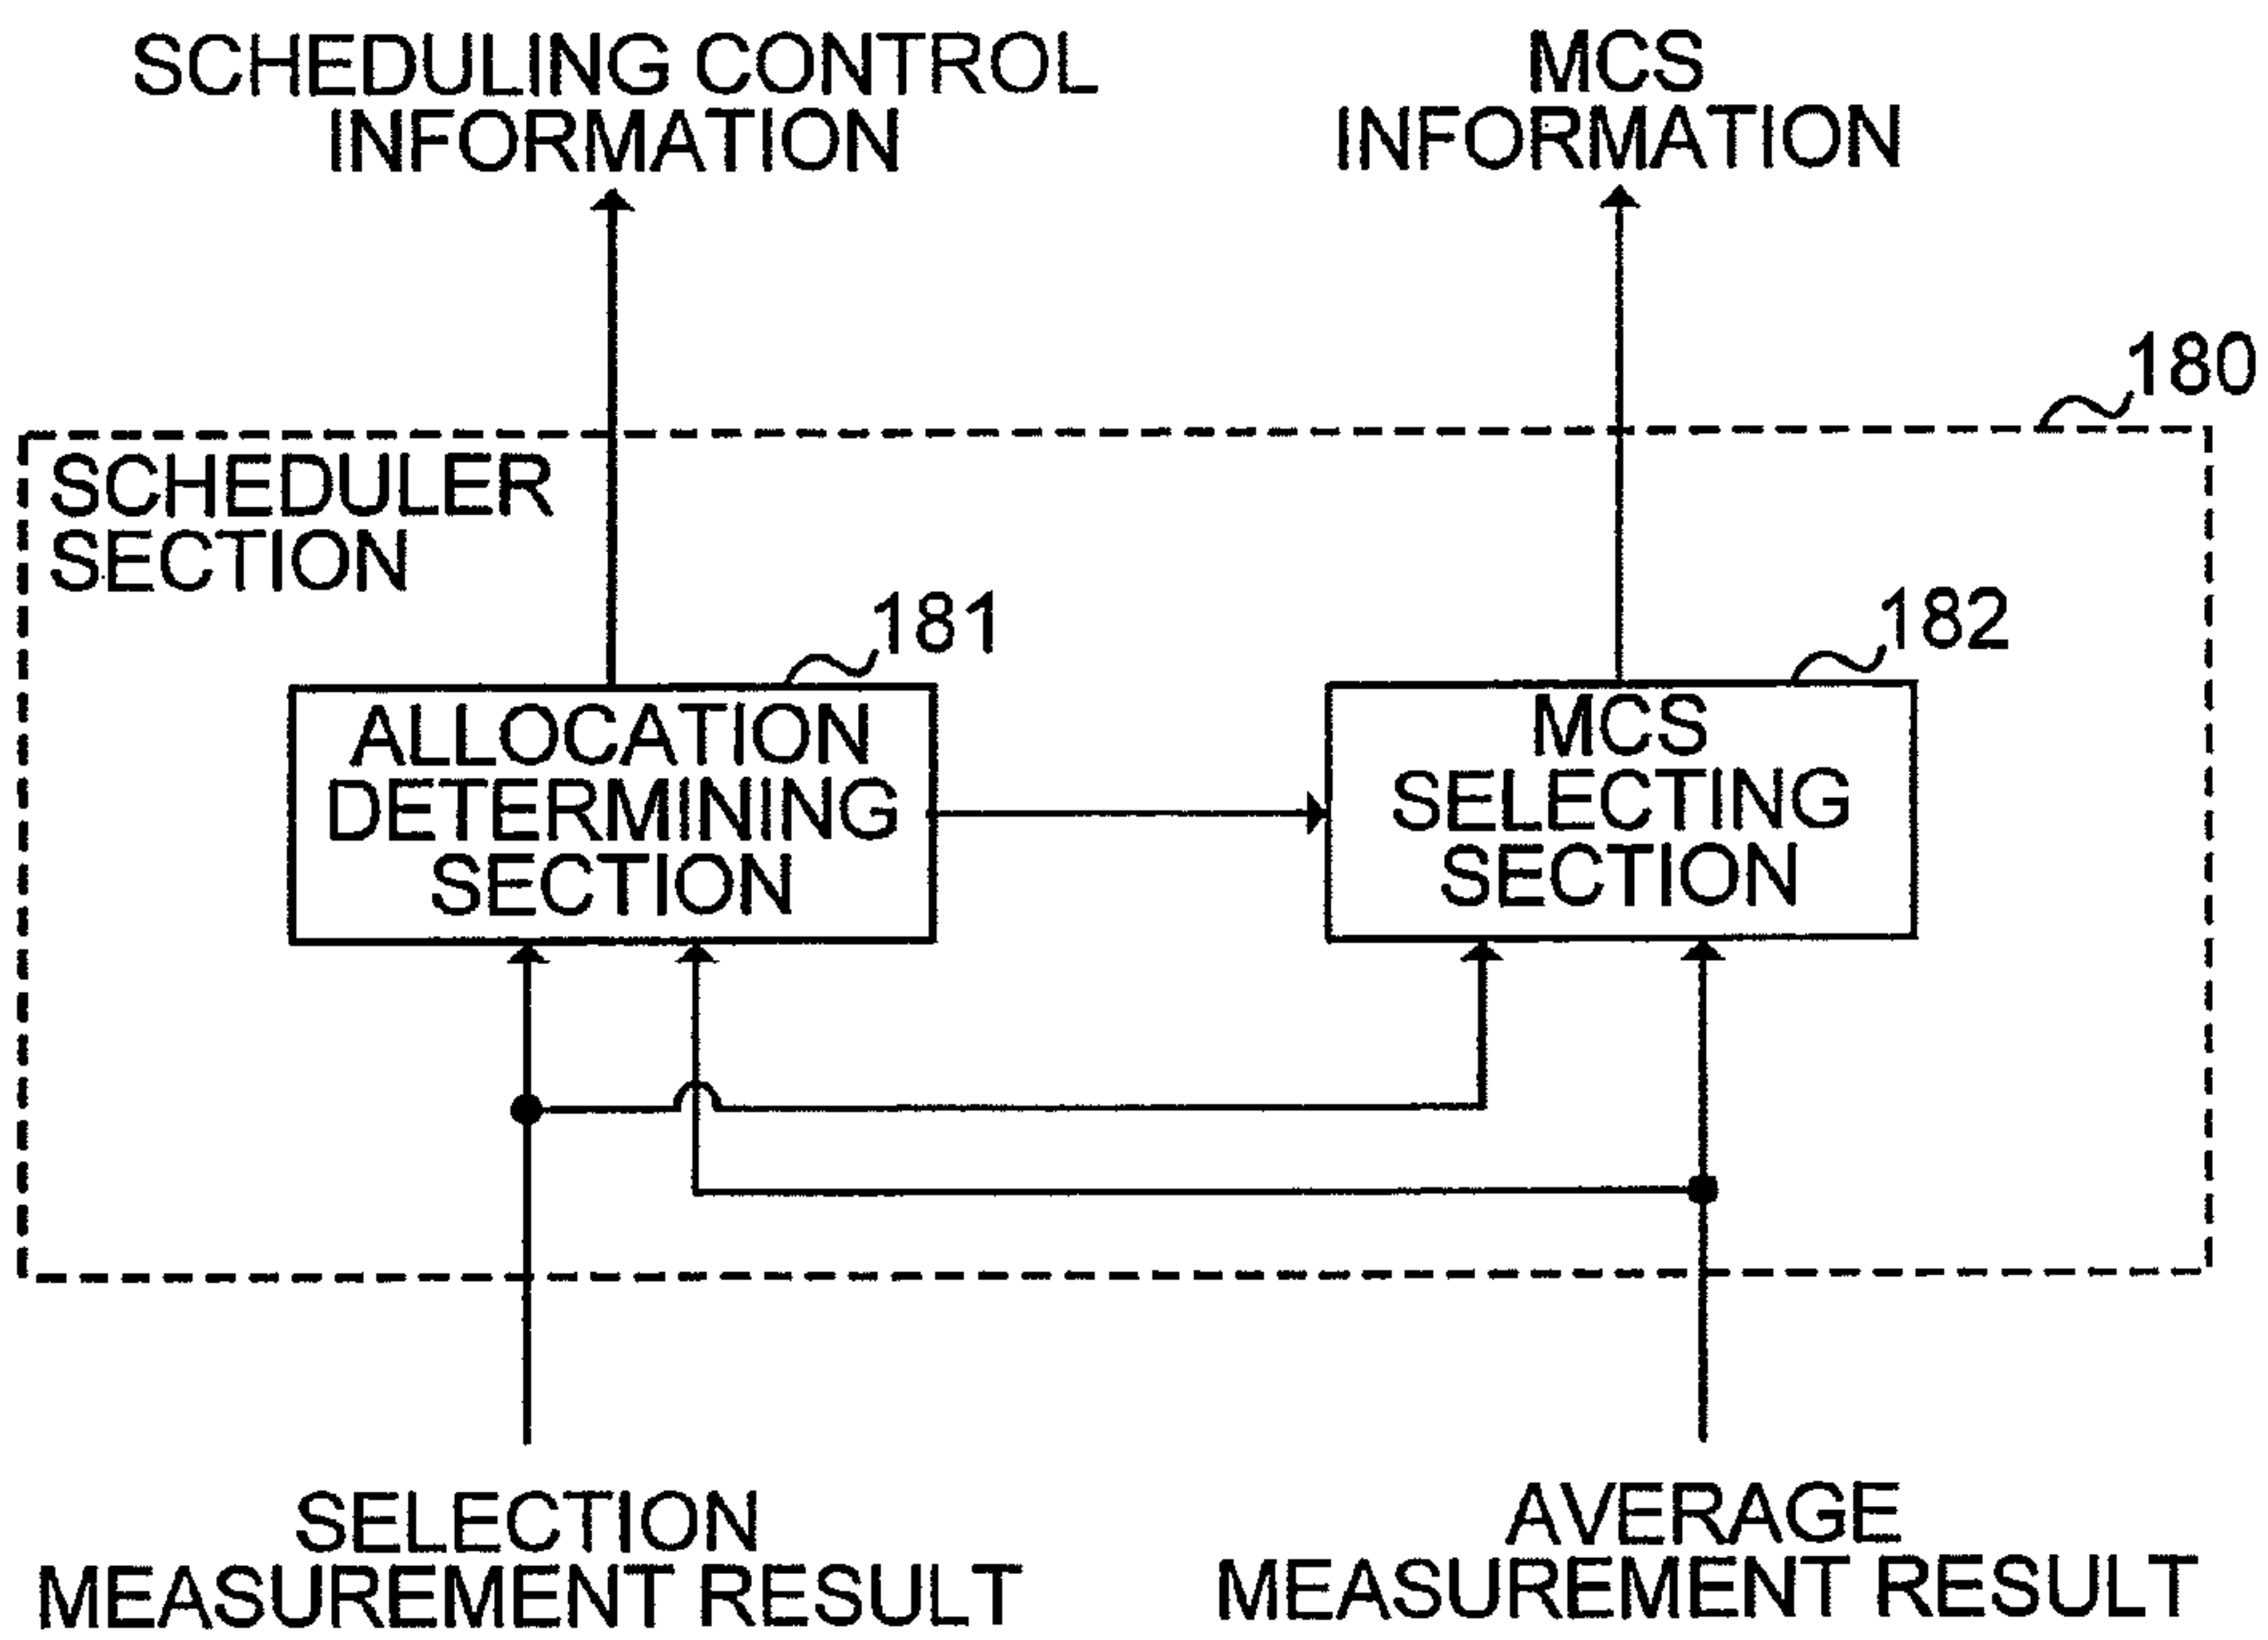 SCHEDULING CONTROL
INFORMATION
MCS
INFORMATION
180
SCHEDULER
SECTION
181
182
ALLOCATION
DETERMINING
SECTION
MCS
SELECTING
SECTION
SELECTION
MEASUREMENT RESULT
AVERAGE
MEASUREMENT RESULT